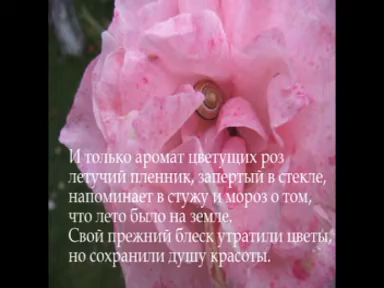 И только аромат цветущих роз
летучий пленник, запертый в стекле,
напоминает в стужу и мороз о том,
что лето было на земле.
Свой прежний блеск утратили цветы,
но сохранили душу красоты.